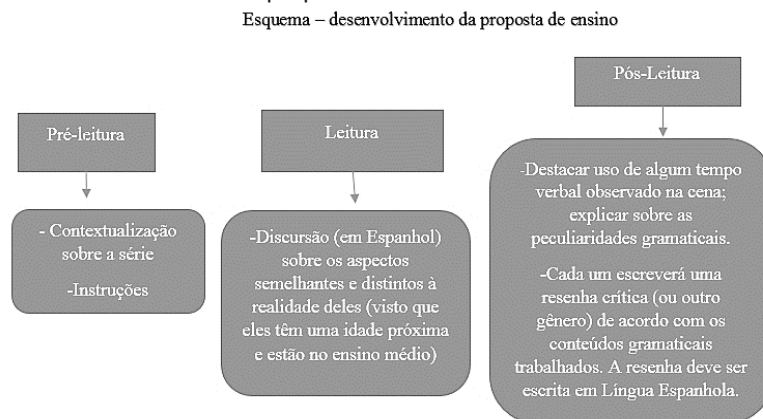 Esquema – desenvolvimento da proposta de ensino
Pré-leitura
- Contextualização
sobre a série
-Instruções
Leitura
-Discursão (em Espanhol)
sobre os aspectos
semelhantes e distintos à
realidade deles (visto que
eles têm uma idade próxima
e estão no ensino médio)
Pós-Leitura
-Destacar uso de algum tempo
verbal observado na cena;
explicar sobre as
peculiaridades gramaticais.
-Cada um escreverá uma
resenha crítica (ou outro
gênero) de acordo com os
conteúdos gramaticais
trabalhados. A resenha deve ser
escrita em Língua Espanhola.